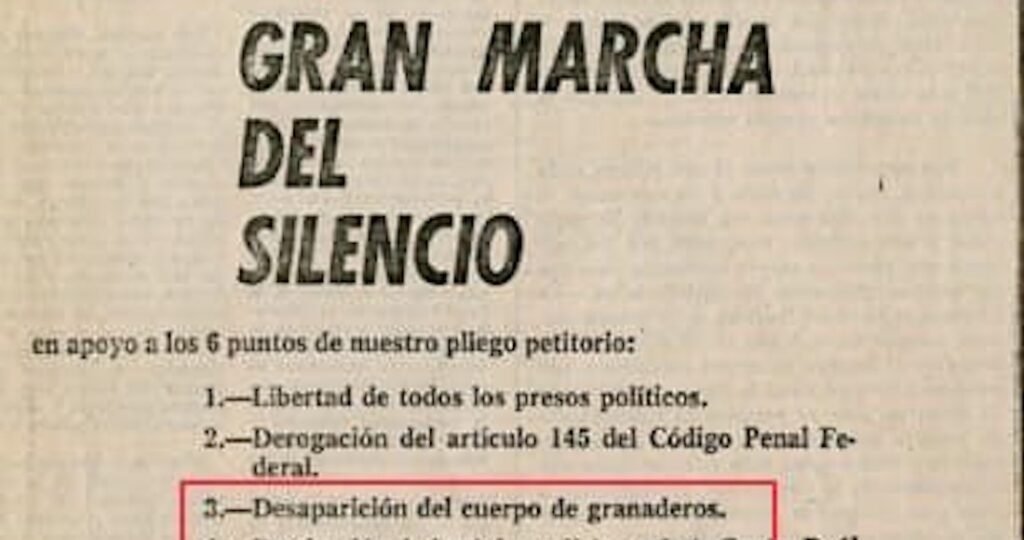 GRAN MARCHA
DEL
SILENCIO
en apoyo a los 6 puntos de nuestro pliego petitorio:
1.—Libertad de todos los presos políticos.
2.—Derogación del artículo 145 del Código Penal Fe-
deral.
3.—Desaparición del cuerpo de granaderos.